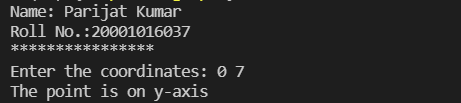 Name: Parijat Kumar
Roll No.:20001016037
****************
Enter the coordinates: 0 7
The point is on y-axis